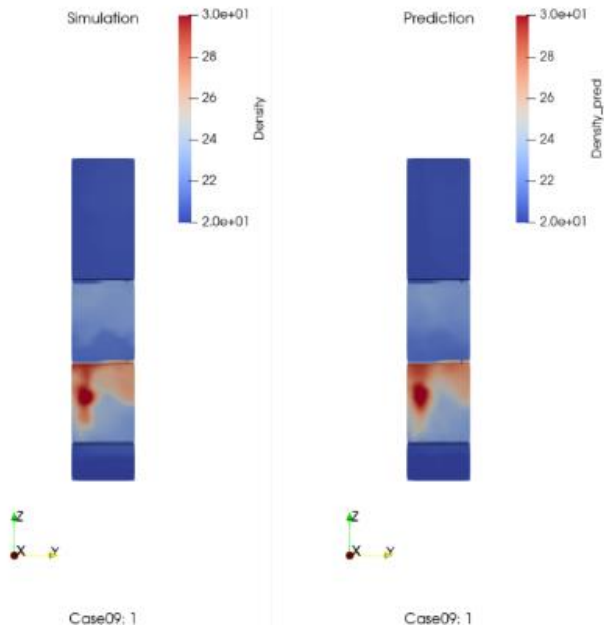 Simulation
3.0e+01
28
26
24
22
2.0e+01
Density
Z
X
Y
Case09: 1
Prediction
3.0e+01
28
26
24
22
2.0e+01
Density_pred
Z
X
Y
Case09: 1